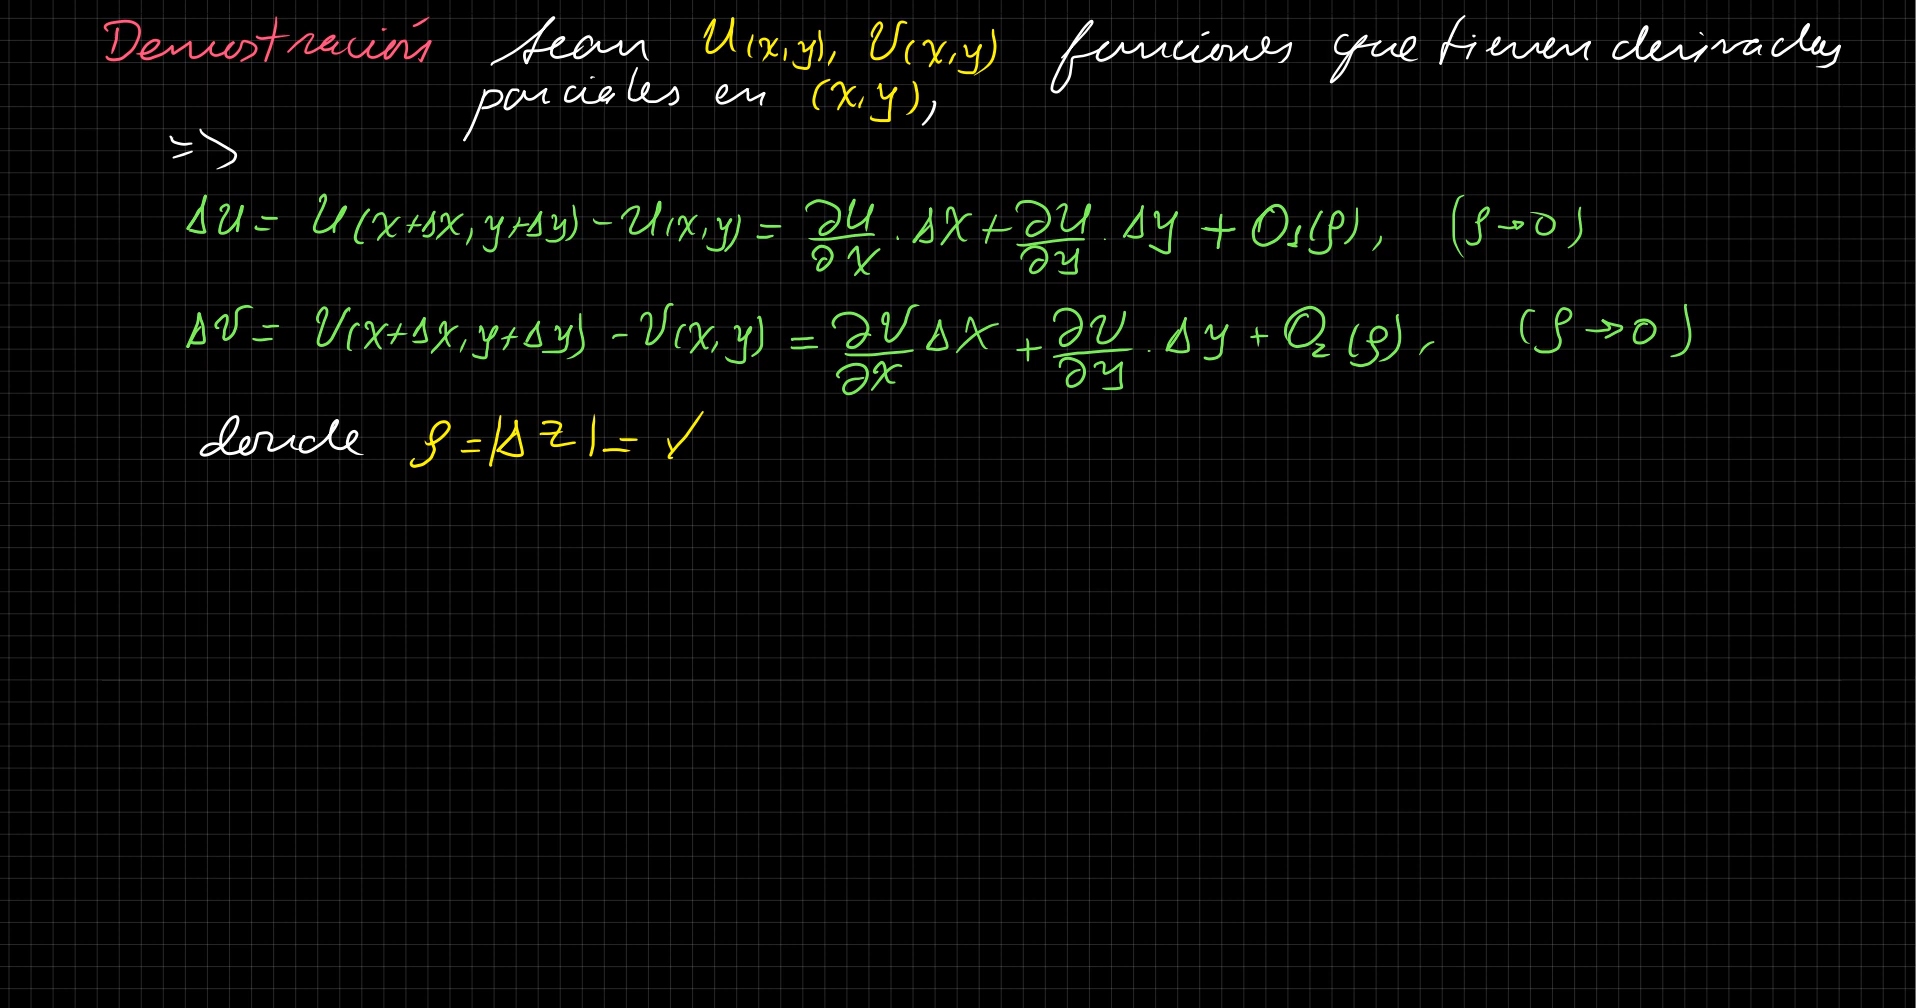 Demostración Sean U(x,y), V(x,y) funciones que tienen derivadas
parciales en (x,y),
=>
ΔU = U(x+Δx, y+Δy) - U(x,y) = ∂U/∂x · Δx + ∂U/∂y · Δy + O₁(ρ), (ρ→0)
ΔV = V(x+Δx, y+Δy) - V(x,y) = ∂V/∂x Δx + ∂V/∂y · Δy + O₂(ρ), (ρ→0)
donde ρ = |Δz| = √